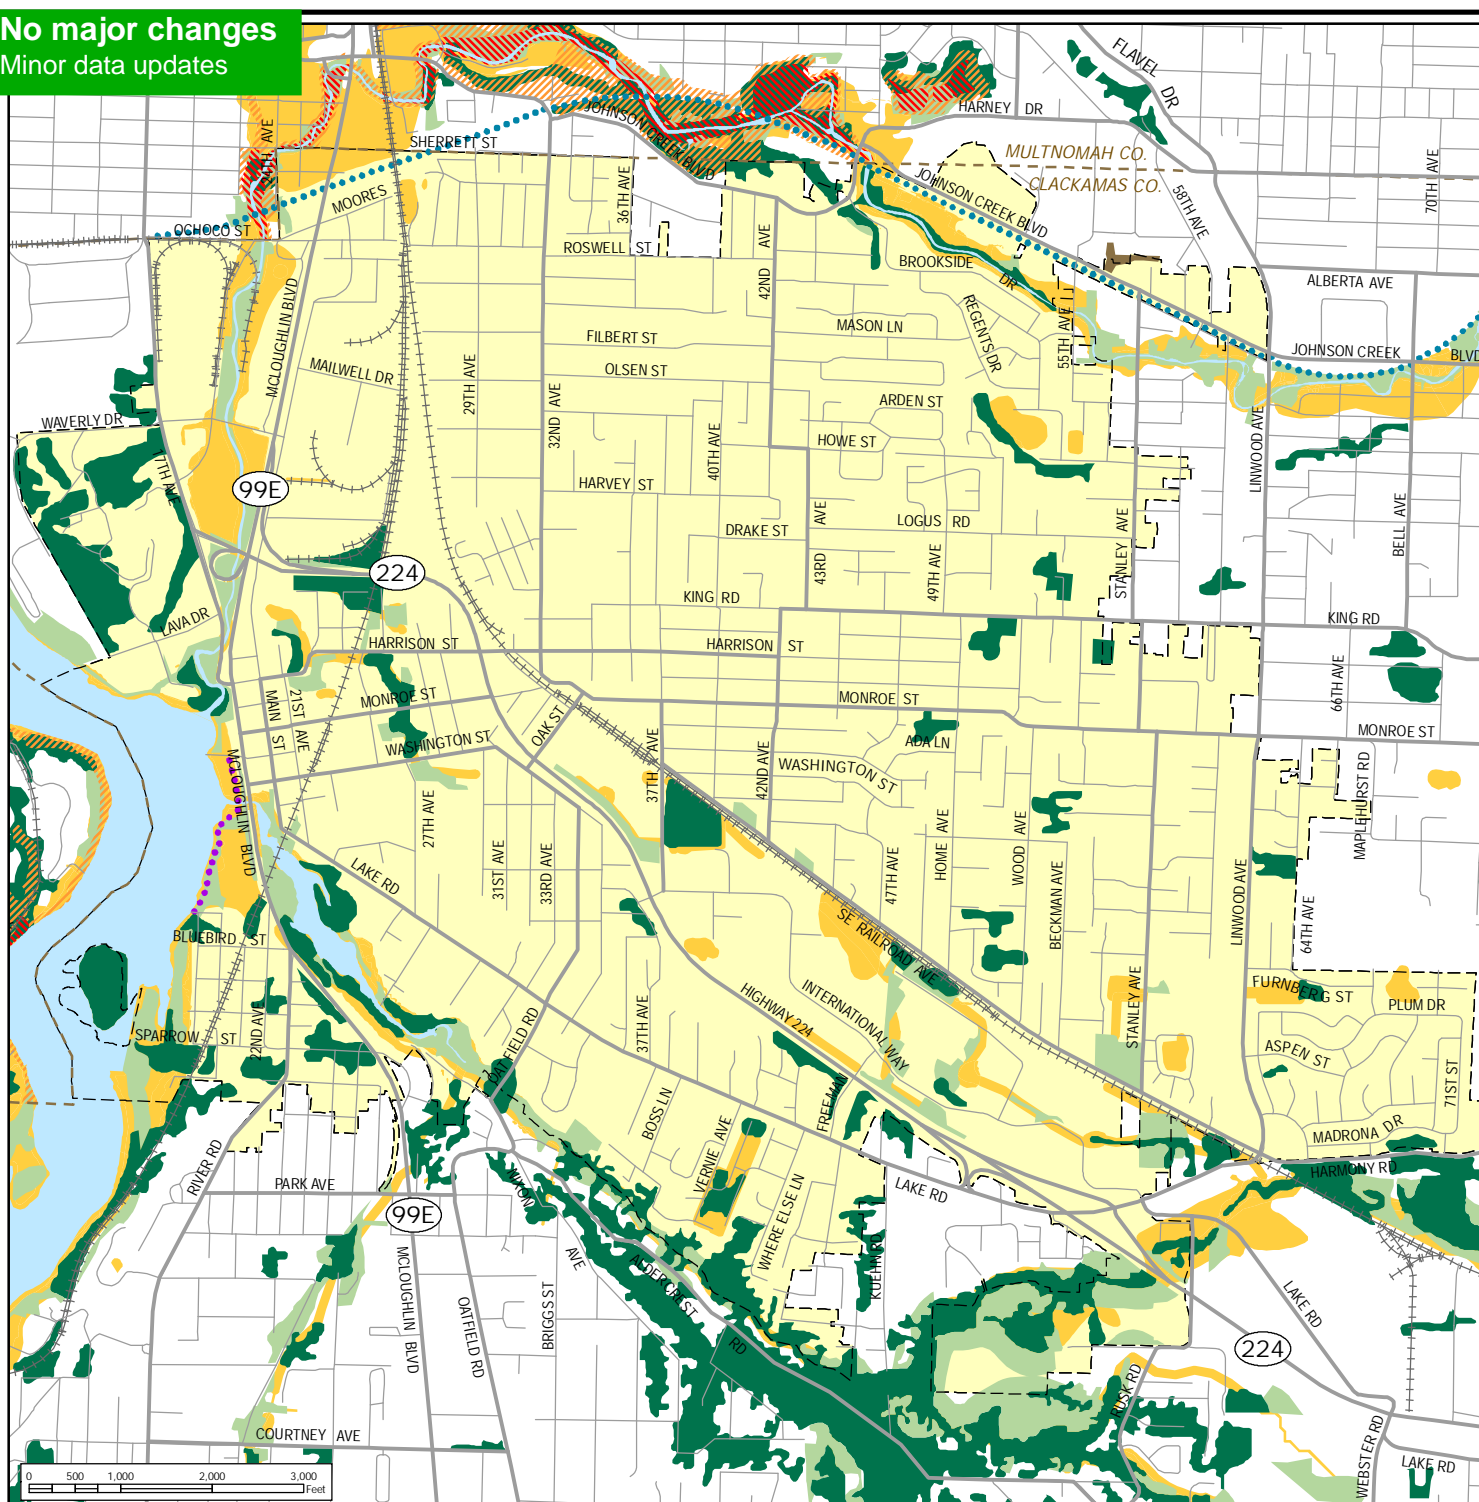 No major changes
Minor data updates
FLAVEL DR
HARNEY DR
24TH AVE
SHERRETT ST
JOHNSON CREEK BLVD
MULTNOMAH CO.
CLACKAMAS CO.
70TH AVE
58TH AVE
MOORES
36TH AVE
JOHNSON CREEK BLVD
OCHOCO ST
ROSWELL ST
42ND AVE
BROOKSIDE DR
ALBERTA AVE
MCLOUGHLIN BLVD
REGENTS DR
55TH AVE
FILBERT ST
MASON LN
JOHNSON CREEK BLVD
MAILWELL DR
29TH AVE
OLSEN ST
32ND AVE
ARDEN ST
WAVERLY DR
17TH AVE
40TH AVE
HOWE ST
LINWOOD AVE
99E
HARVEY ST
43RD AVE
DRAKE ST
LOGUS RD
STANLEY AVE
BELL AVE
224
49TH AVE
KING RD
KING RD
LAVA DR
HARRISON ST
HARRISON ST
66TH AVE
MAIN ST
21ST AVE
MONROE ST
MONROE ST
MONROE ST
OAK ST
WASHINGTON ST
37TH AVE
42ND AVE
ADA LN
WASHINGTON ST
MCLOUGHLIN BLVD
MAPLEHURST RD
27TH AVE
31ST AVE
33RD AVE
LAKE RD
47TH AVE
HOME AVE
WOOD AVE
BECKMAN AVE
LINWOOD AVE
64TH AVE
SE RAILROAD AVE
BLUEBIRD ST
STANLEY AVE
FURNBERG ST
PLUM DR
HIGHWAY 224
INTERNATIONAL WAY
SPARROW ST
22ND AVE
OATFIELD RD
37TH AVE
ASPEN ST
71ST ST
BOSS LN
FREEMAN
VERNIE AVE
MADRONA DR
HARMONY RD
RIVER RD
PARK AVE
NIXON AVE
WHERE ELSE LN
LAKE RD
99E
KUEHN RD
MCLOUGHLIN BLVD
OATFIELD RD
BRIGGS ST
ALDERCREST RD
LAKE RD
224
RUSK RD
COURTNEY AVE
WEBSTER RD
LAKE RD
0 500 1,000 2,000 3,000
Feet